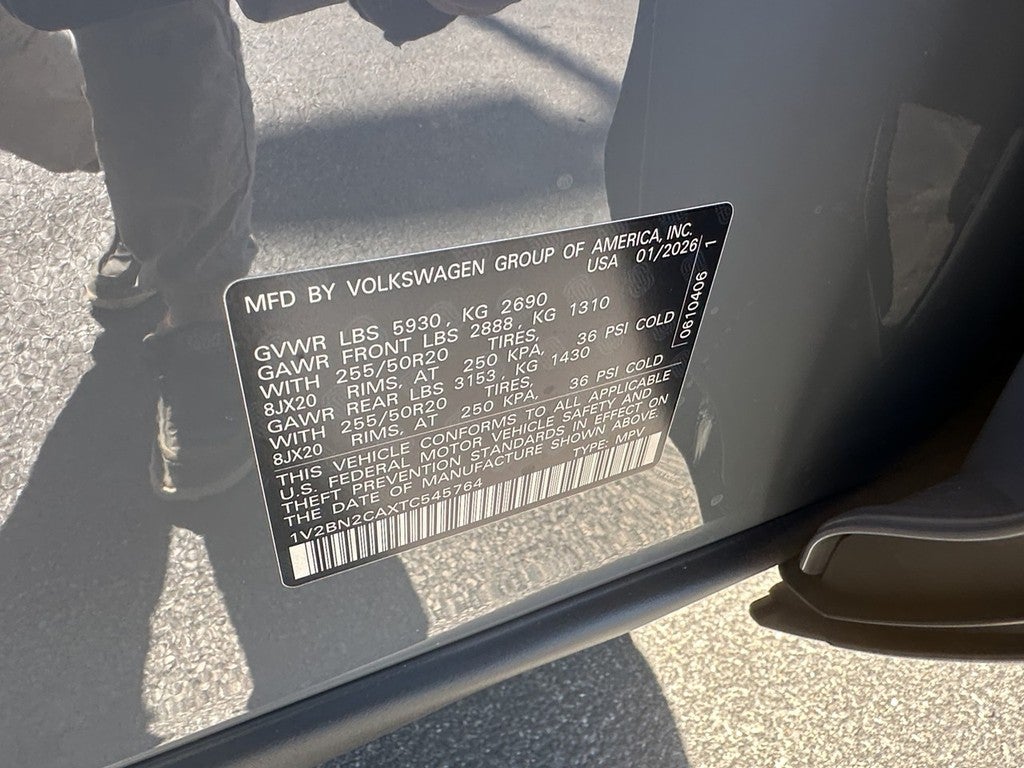 MFD BY VOLKSWAGEN GROUP OF AMERICA, INC.
USA 01/2026
GVWR LBS 5930, KG 2690
GAWR FRONT LBS 2888, KG 1310
WITH 255/50R20 TIRES,
8JX20 RIMS, AT 250 KPA, 36 PSI COLD
GAWR REAR LBS 3153, KG 1430
WITH 255/50R20 TIRES,
8JX20 RIMS, AT 250 KPA, 36 PSI COLD
THIS VEHICLE CONFORMS TO ALL APPLICABLE
U.S. FEDERAL MOTOR VEHICLE SAFETY AND
THEFT PREVENTION STANDARDS IN EFFECT ON
THE DATE OF MANUFACTURE SHOWN ABOVE.
1V2BN2CAXTC545764 TYPE: MPV
0610406 1